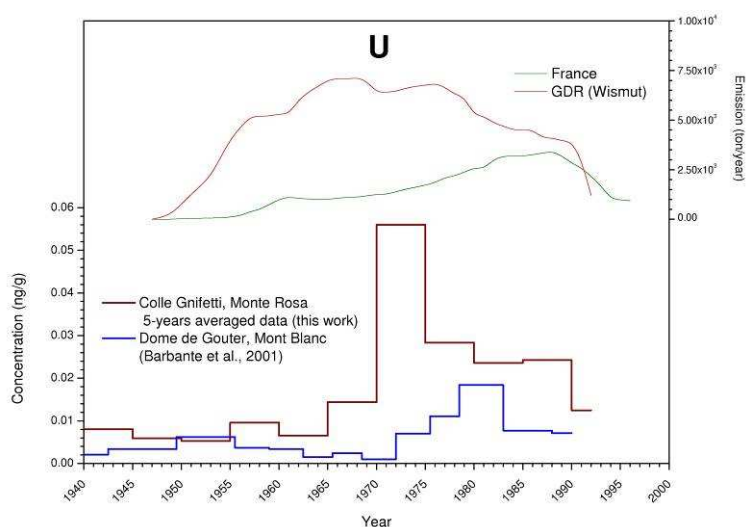 U
1.00x10⁴
7.50x10³
5.00x10³
2.50x10³
0.00
Emission (ton/year)
France
GDR (Wismut)
0.06
0.05
0.04
0.03
0.02
0.01
0.00
Concentration (ng/g)
Colle Gnifetti, Monte Rosa
5-years averaged data (this work)
Dome de Gouter, Mont Blanc
(Barbante et al., 2001)
1940
1945
1950
1955
1960
1965
1970
1975
1980
1985
1990
1995
2000
Year